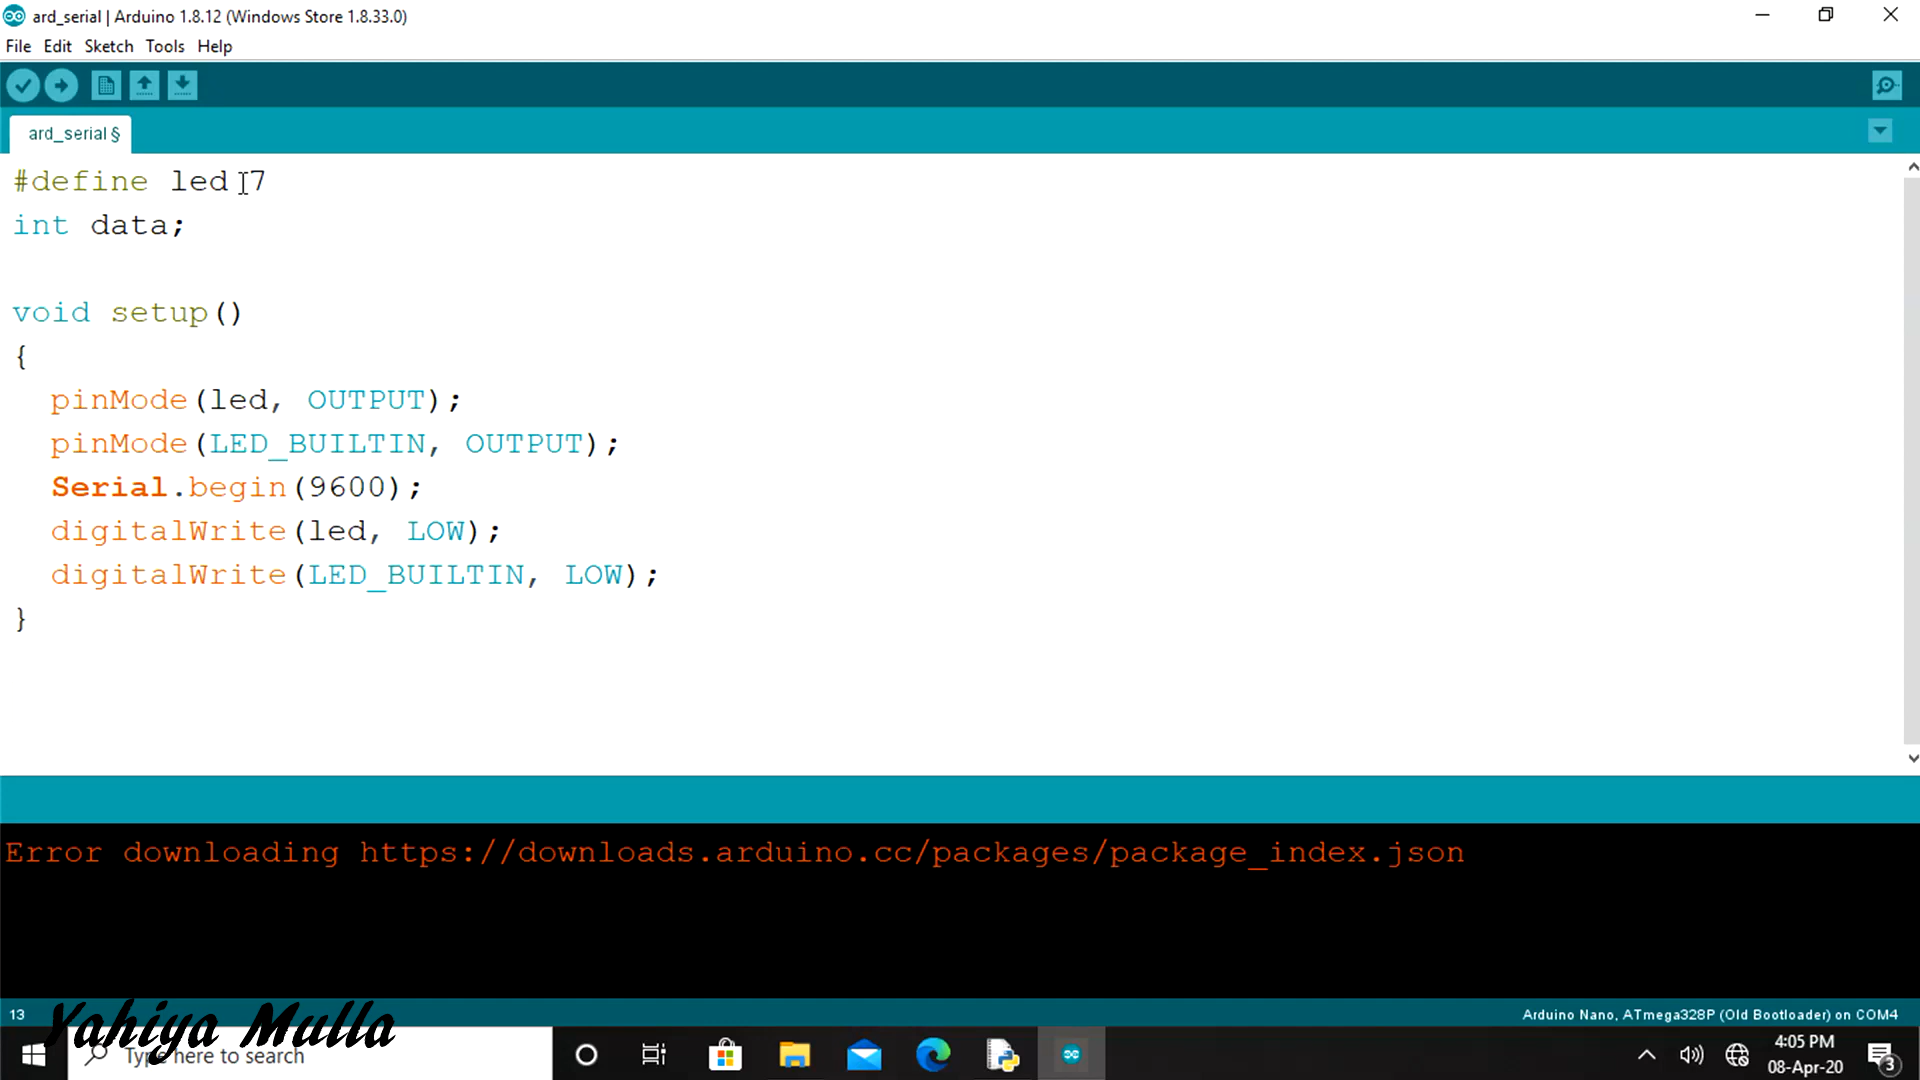 ard_serial | Arduino 1.8.12 (Windows Store 1.8.33.0)
File Edit Sketch Tools Help
ard_serial §
#define led 7
int data;
void setup()
{
pinMode(led, OUTPUT);
pinMode(LED_BUILTIN, OUTPUT);
Serial.begin(9600);
digitalWrite(led, LOW);
digitalWrite(LED_BUILTIN, LOW);
}
Error downloading https://downloads.arduino.cc/packages/package_index.json
13
Arduino Nano, ATmega328P (Old Bootloader) on COM4
Yahiya Mulla
Type here to search
4:05 PM
08-Apr-20
3